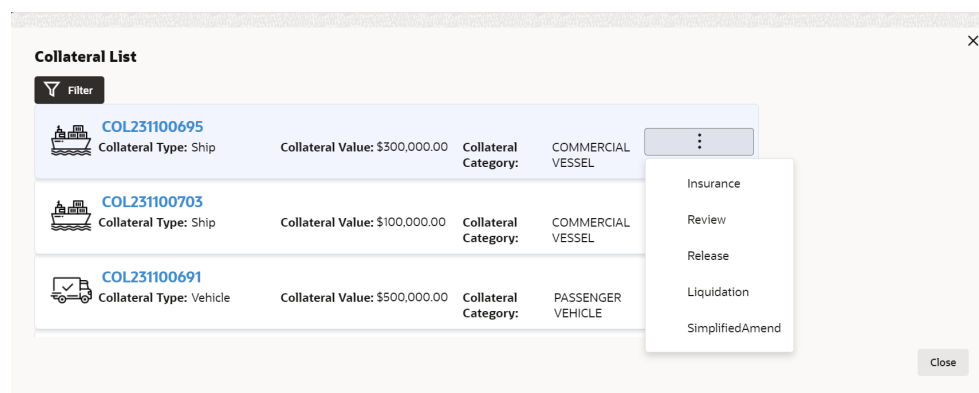 Collateral List
Filter
COL231100695
Collateral Type: Ship Collateral Value: $300,000.00 Collateral Category: COMMERCIAL VESSEL
Insurance
Review
Release
Liquidation
SimplifiedAmend
COL231100703
Collateral Type: Ship Collateral Value: $100,000.00 Collateral Category: COMMERCIAL VESSEL
COL231100691
Collateral Type: Vehicle Collateral Value: $500,000.00 Collateral Category: PASSENGER VEHICLE
Close